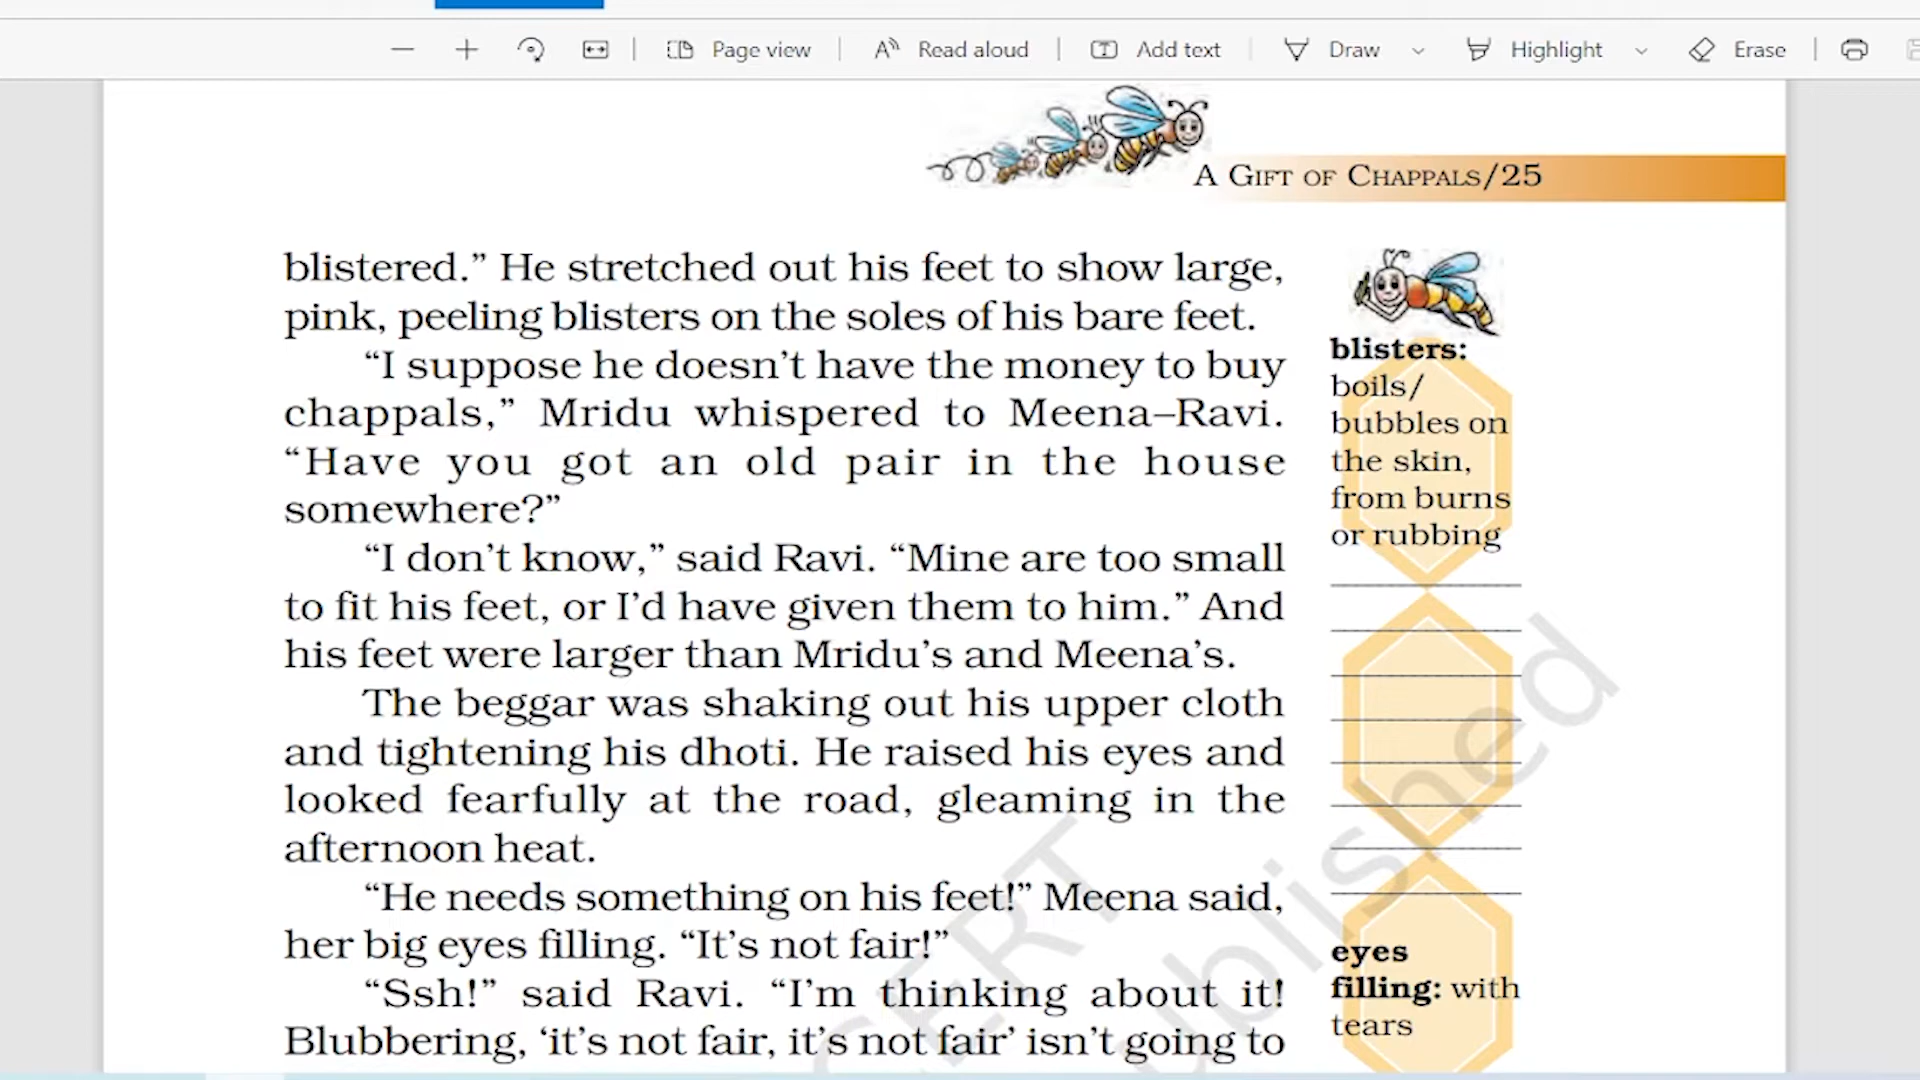 Page view
Read aloud
Add text
Draw
Highlight
Erase
A GIFT OF CHAPPALS/25
blistered.” He stretched out his feet to show large,
pink, peeling blisters on the soles of his bare feet.
“I suppose he doesn’t have the money to buy
chappals,” Mridu whispered to Meena–Ravi.
“Have you got an old pair in the house
somewhere?”
“I don’t know,” said Ravi. “Mine are too small
to fit his feet, or I’d have given them to him.” And
his feet were larger than Mridu’s and Meena’s.
The beggar was shaking out his upper cloth
and tightening his dhoti. He raised his eyes and
looked fearfully at the road, gleaming in the
afternoon heat.
“He needs something on his feet!” Meena said,
her big eyes filling. “It’s not fair!”
“Ssh!” said Ravi. “I’m thinking about it!
Blubbering, ‘it’s not fair, it’s not fair’ isn’t going to
blisters:
boils/
bubbles on
the skin,
from burns
or rubbing
eyes
filling: with
tears